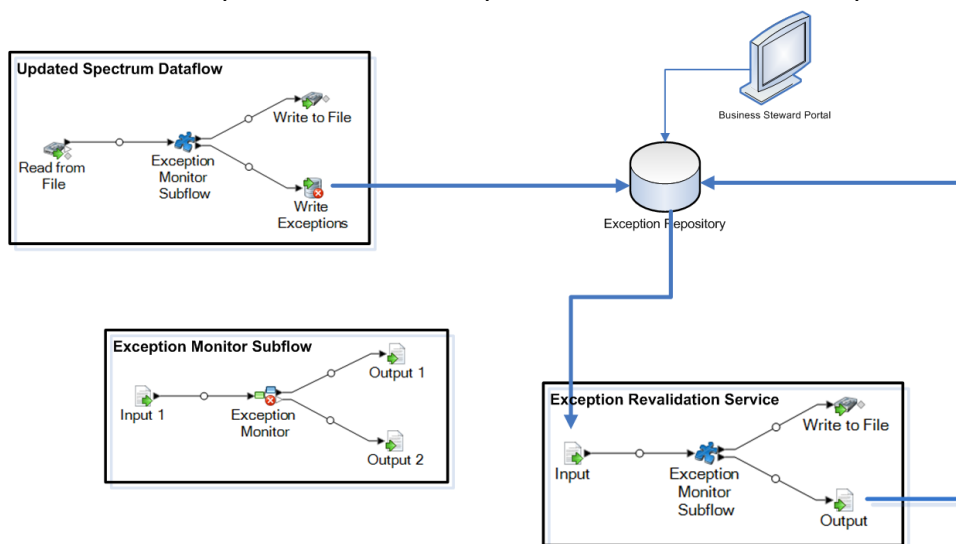 Updated Spectrum Dataflow
Read from
File
Exception
Monitor
Subflow
Write to File
Write
Exceptions
Business Steward Portal
Exception Repository
Exception Monitor Subflow
Input 1
Exception
Monitor
Output 1
Output 2
Exception Revalidation Service
Input
Exception
Monitor
Subflow
Write to File
Output